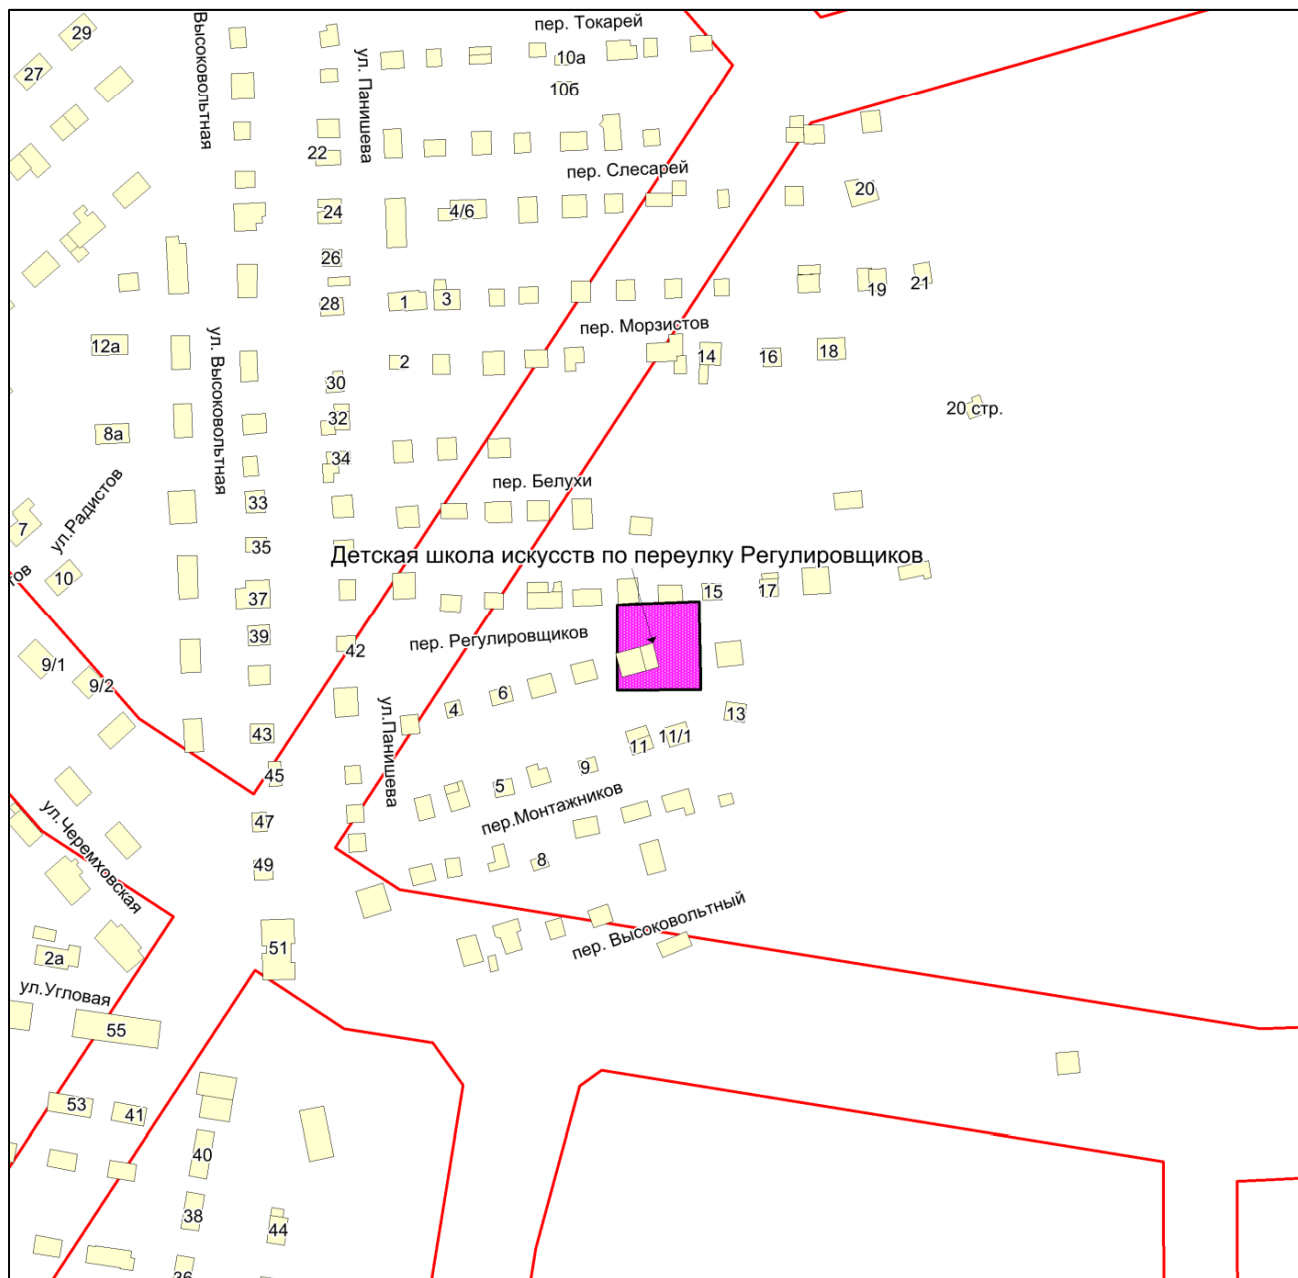 пер. Токарей
29
Высоковольтная
ул. Панишева
27
10а
10б
22
пер. Слесарей
20
24
4/6
26
21
19
28
1
3
пер. Морзистов
12а
ул. Высоковольтная
2
14
16
18
30
20 стр.
32
8а
34
пер. Белухи
ул.Радистов
33
7
35
Детская школа искусств по переулку Регулировщиков
тов
10
37
15
17
39
пер. Регулировщиков
42
9/1
9/2
6
4
ул.Панишева
13
43
11
11/1
45
9
5
пер.Монтажников
ул.Черемховская
47
8
49
пер. Высоковольтный
51
2а
ул.Угловая
55
53
41
40
38
44
36